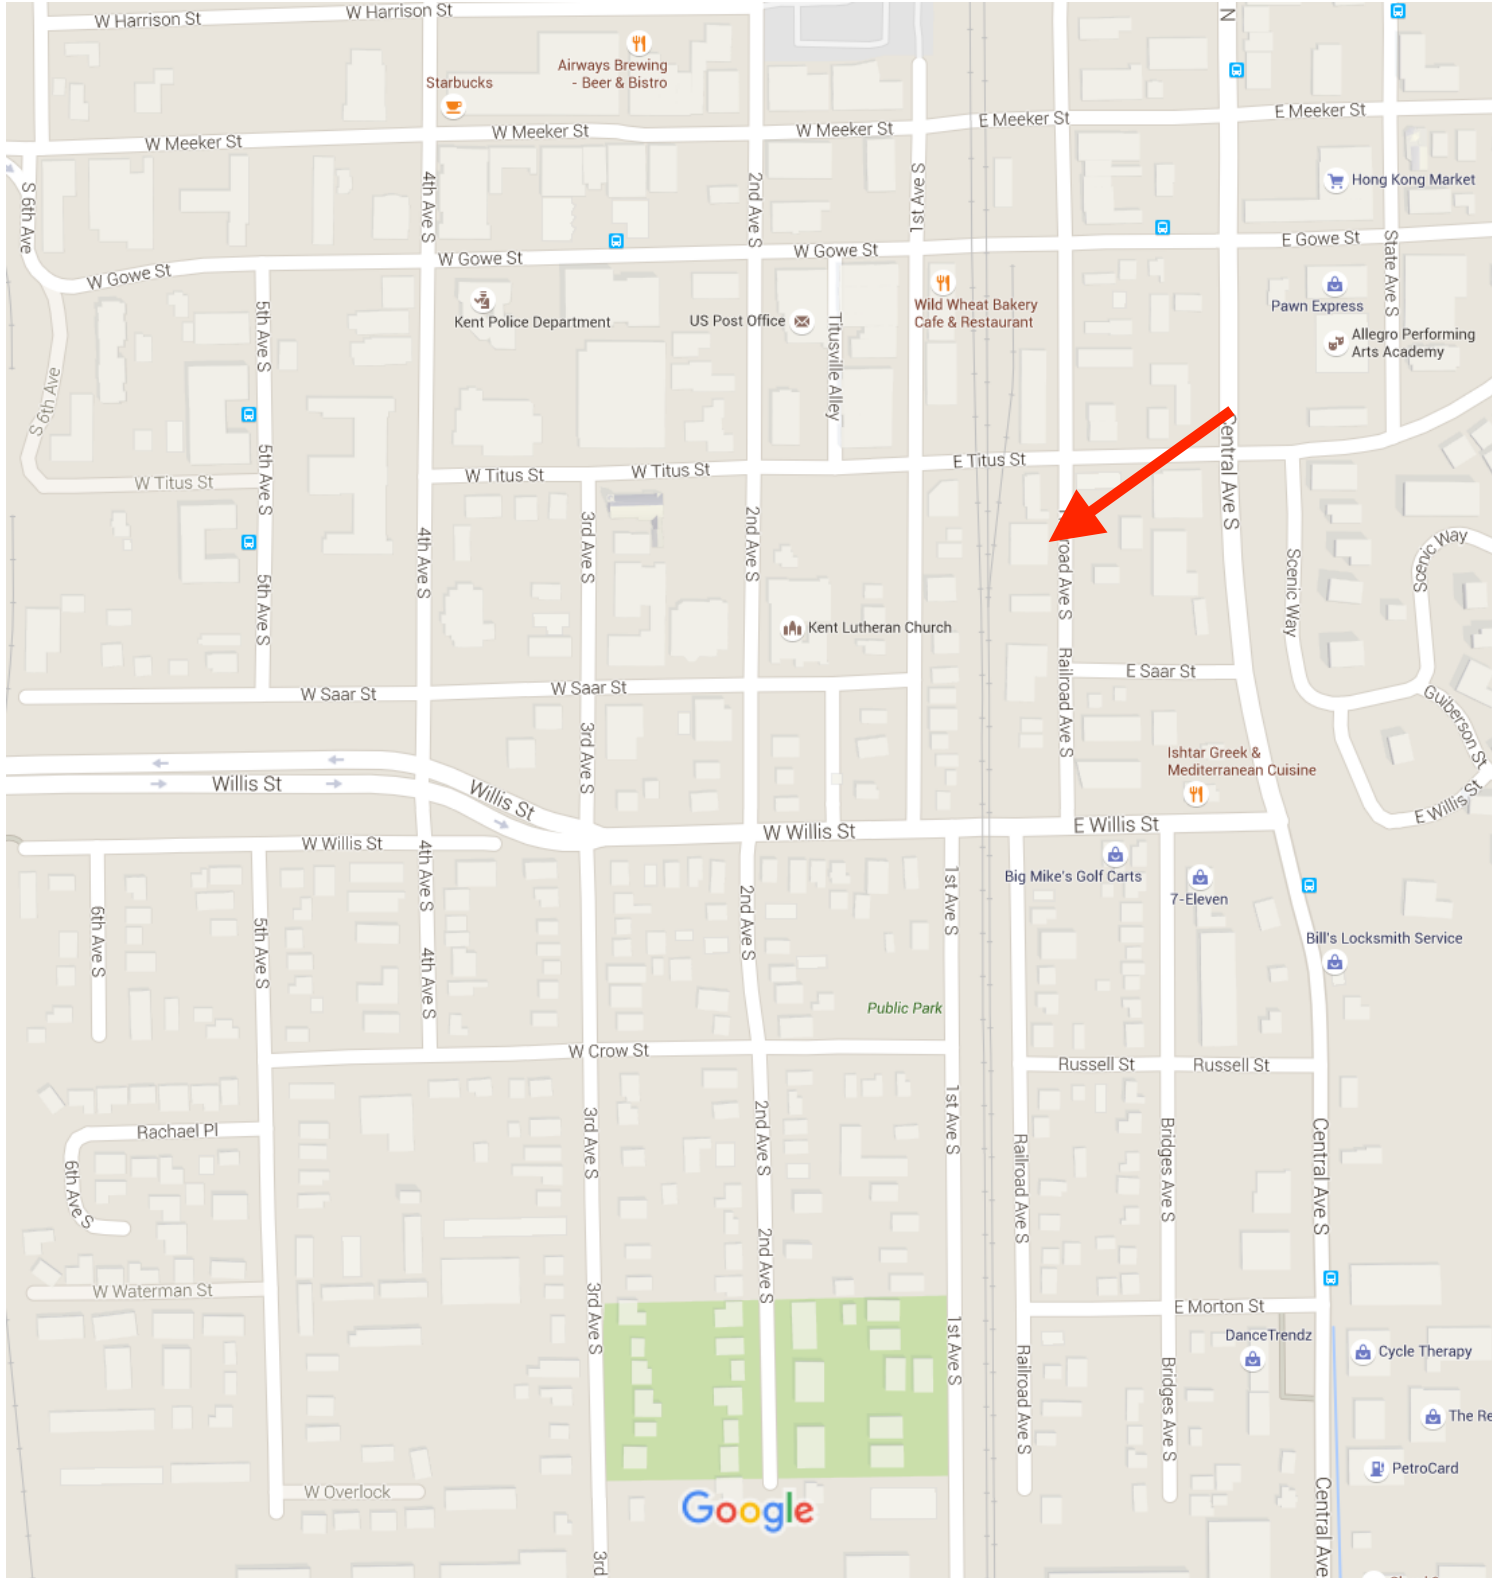 W Harrison St
W Harrison St
N
Airways Brewing
- Beer & Bistro
Starbucks
W Meeker St
W Meeker St
W Meeker St
E Meeker St
E Meeker St
Hong Kong Market
S 6th Ave
4th Ave S
2nd Ave S
1st Ave S
State Ave S
W Gowe St
W Gowe St
W Gowe St
E Gowe St
5th Ave S
Kent Police Department
US Post Office
Titusville Alley
Wild Wheat Bakery
Cafe & Restaurant
Pawn Express
Allegro Performing
Arts Academy
S 6th Ave
Central Ave S
W Titus St
5th Ave S
W Titus St
W Titus St
E Titus St
4th Ave S
3rd Ave S
2nd Ave S
road Ave S
Scenic Way
Scenic Way
5th Ave S
Kent Lutheran Church
W Saar St
W Saar St
Railroad Ave S
E Saar St
Guiberson St
3rd Ave S
Ishtar Greek &
Mediterranean Cuisine
Willis St
Willis St
W Willis St
W Willis St
E Willis St
E Willis St
4th Ave S
Big Mike's Golf Carts
7-Eleven
6th Ave S
5th Ave S
4th Ave S
2nd Ave S
1st Ave S
Bill's Locksmith Service
Public Park
W Crow St
Russell St
Russell St
Rachael Pl
6th Ave S
3rd Ave S
2nd Ave S
1st Ave S
Railroad Ave S
Bridges Ave S
Central Ave S
W Waterman St
3rd Ave S
2nd Ave S
1st Ave S
E Morton St
DanceTrendz
Cycle Therapy
Railroad Ave S
Bridges Ave S
The Re
PetroCard
W Overlock
Google
3rd
Central Ave